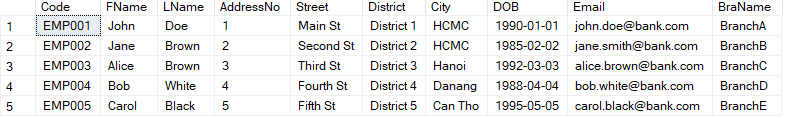 Code FName LName AddressNo Street District City DOB Email BraName
1 EMP001 John Doe 1 Main St District 1 HCMC 1990-01-01 john.doe@bank.com BranchA
2 EMP002 Jane Brown 2 Second St District 2 HCMC 1985-02-02 jane.smith@bank.com BranchB
3 EMP003 Alice Brown 3 Third St District 3 Hanoi 1992-03-03 alice.brown@bank.com BranchC
4 EMP004 Bob White 4 Fourth St District 4 Danang 1988-04-04 bob.white@bank.com BranchD
5 EMP005 Carol Black 5 Fifth St District 5 Can Tho 1995-05-05 carol.black@bank.com BranchE